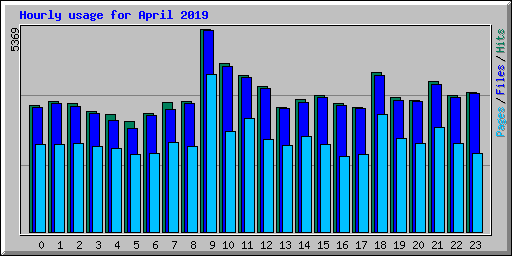 Hourly usage for April 2019
5369
Pages / Files / Hits
0 1 2 3 4 5 6 7 8 9 10 11 12 13 14 15 16 17 18 19 20 21 22 23